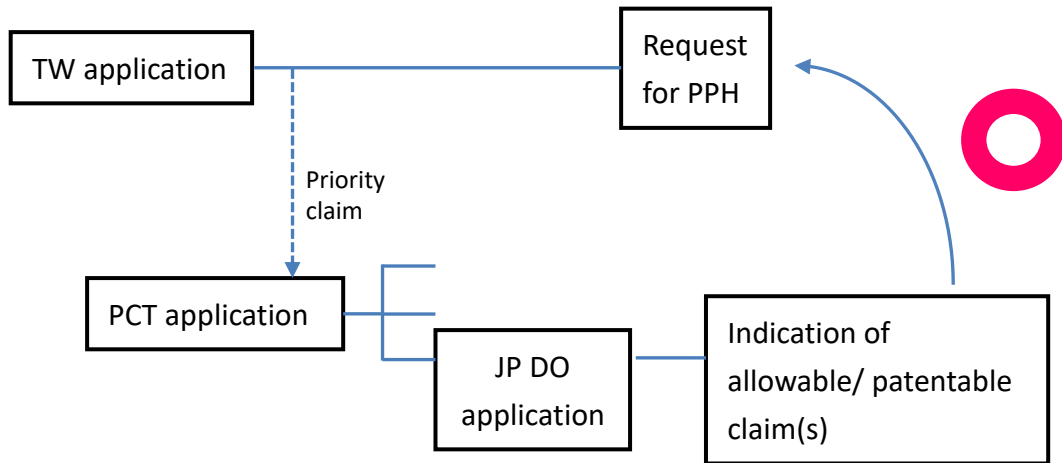 TW application
Request
for PPH
Priority
claim
PCT application
JP DO
application
Indication of
allowable/ patentable
claim(s)